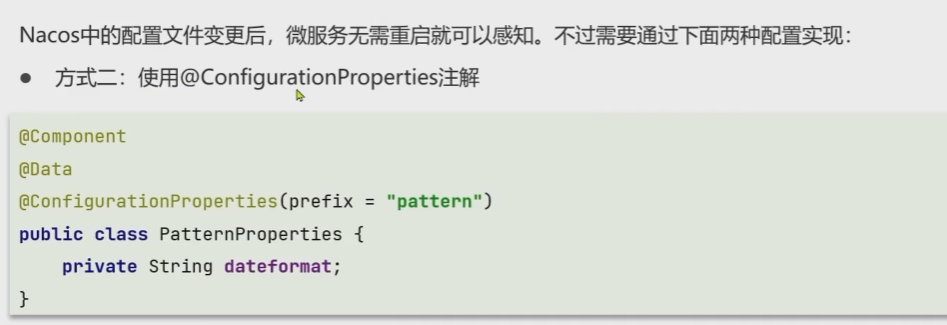 Nacos中的配置文件变更后，微服务无需重启就可以感知。不过需要通过下面两种配置实现：
● 方式二：使用@ConfigurationProperties注解
@Component
@Data
@ConfigurationProperties(prefix = "pattern")
public class PatternProperties {
    private String dateformat;
}